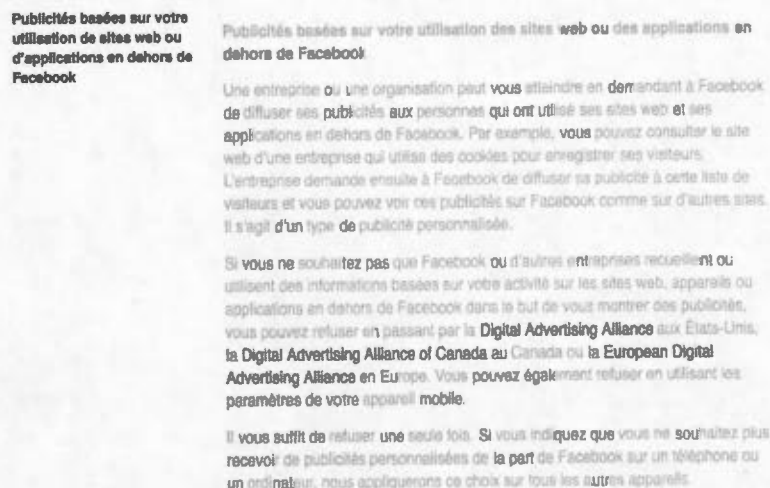 Publicités basées sur votre
utilisation de sites web ou
d'applications en dehors de
Facebook
Publicités basées sur votre utilisation des sites web ou des applications en
dehors de Facebook
Une entreprise ou une organisation peut vous atteindre en demandant à Facebook
de diffuser ses publicités aux personnes qui ont utilisé ses sites web et ses
applications en dehors de Facebook. Par exemple, vous pouvez consulter le site
web d'une entreprise qui utilise des cookies pour enregistrer ses visiteurs.
L'entreprise demande ensuite à Facebook de diffuser sa publicité à cette liste de
visiteurs et vous pouvez voir ces publicités sur Facebook comme sur d'autres sites.
Il s'agit d'un type de publicité personnalisée.
Si vous ne souhaitez pas que Facebook ou d'autres entreprises recueillent ou
utilisent des informations basées sur votre activité sur les sites web, appareils ou
applications en dehors de Facebook dans le but de vous montrer des publicités,
vous pouvez refuser en passant par la Digital Advertising Alliance aux États-Unis,
la Digital Advertising Alliance of Canada au Canada ou la European Digital
Advertising Alliance en Europe. Vous pouvez également refuser en utilisant les
paramètres de votre appareil mobile.
Il vous suffit de refuser une seule fois. Si vous indiquez que vous ne souhaitez plus
recevoir de publicités personnalisées de la part de Facebook sur un téléphone ou
un ordinateur, nous appliquerons ce choix sur tous les autres appareils